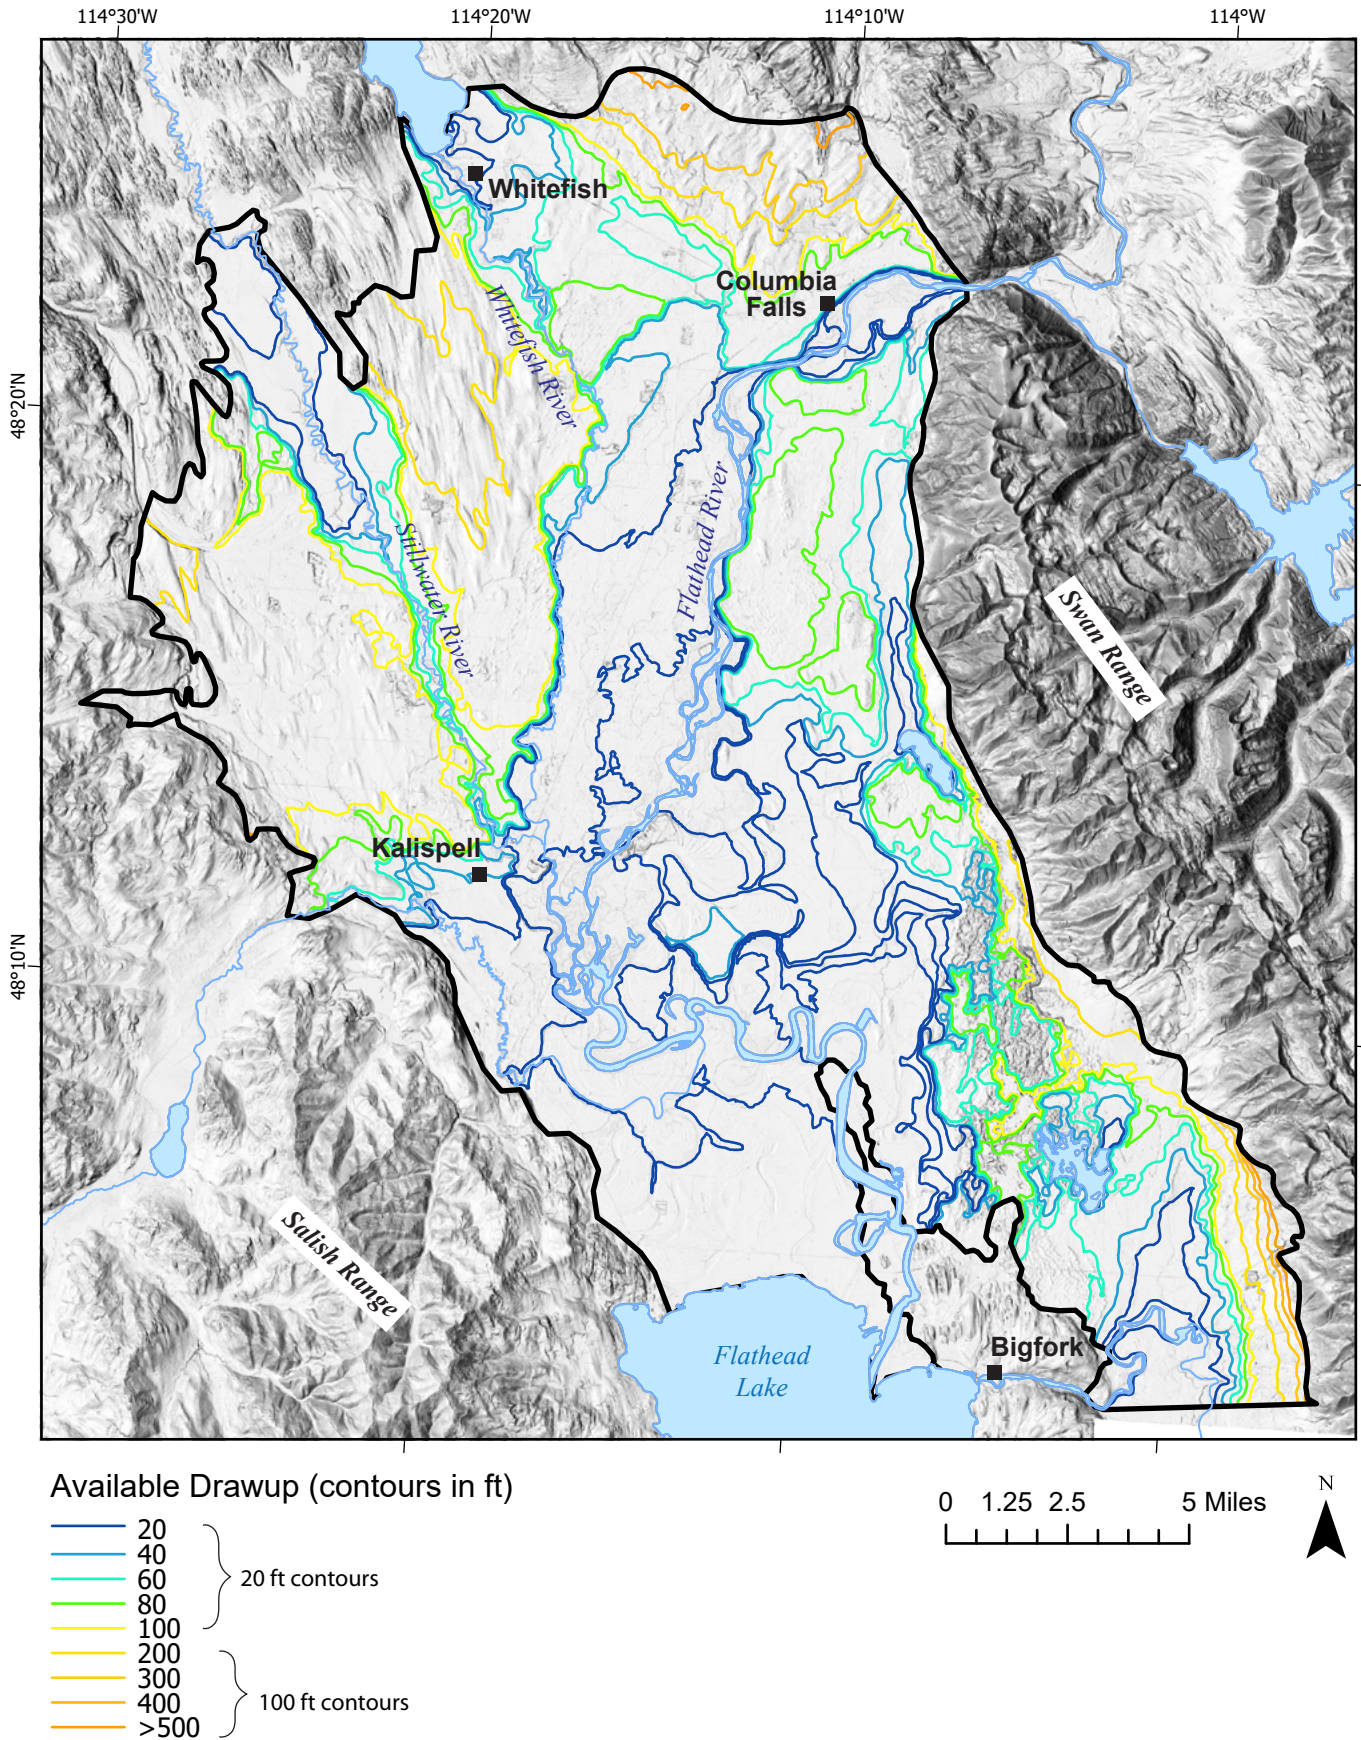 114°30'W
114°20'W
114°10'W
114°W
48°20'N
48°10'N
Whitefish
Columbia
Falls
Whitefish River
Flathead River
Stillwater River
Swan Range
Kalispell
Salish Range
Flathead
Lake
Bigfork
Available Drawup (contours in ft)
20
40
60
80
100
200
300
400
>500
20 ft contours
100 ft contours
0 1.25 2.5 5 Miles
N